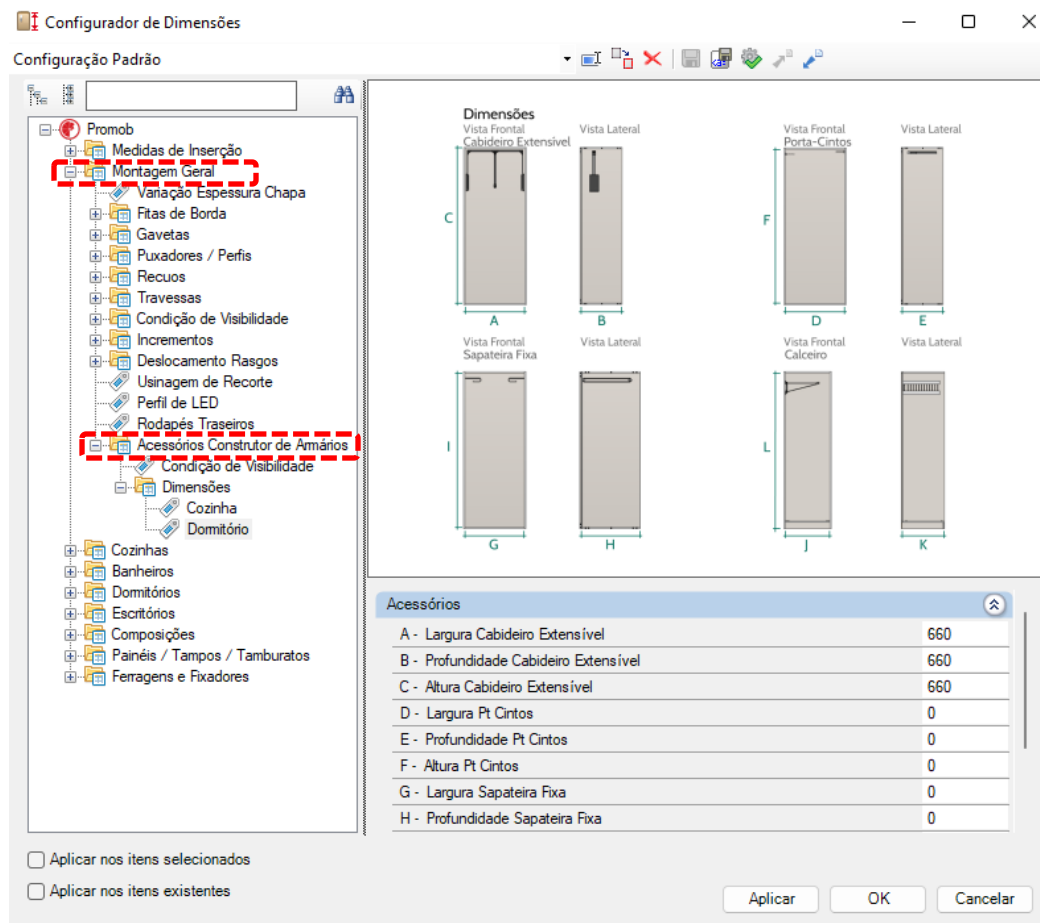 Configurador de Dimensões
Configuração Padrão
Promob
Medidas de Inserção
Montagem Geral
Variação Espessura Chapa
Fitas de Borda
Gavetas
Puxadores / Perfis
Recuos
Travessas
Condição de Visibilidade
Incrementos
Deslocamento Rasgos
Usinagem de Recorte
Perfil de LED
Rodapés Traseiros
Acessórios Construtor de Armários
Condição de Visibilidade
Dimensões
Cozinha
Dormitório
Cozinhas
Banheiros
Dormitórios
Escritórios
Composições
Painéis / Tampos / Tamburatos
Ferragens e Fixadores
Dimensões
Vista Frontal Vista Lateral Vista Frontal Vista Lateral
Cabideiro Extensível Porta-Cintos
C F
A B D E
Vista Frontal Vista Lateral Vista Frontal Vista Lateral
Sapateira Fixa Calceiro
I L
G H J K
Acessórios
A - Largura Cabideiro Extensível 660
B - Profundidade Cabideiro Extensível 660
C - Altura Cabideiro Extensível 660
D - Largura Pt Cintos 0
E - Profundidade Pt Cintos 0
F - Altura Pt Cintos 0
G - Largura Sapateira Fixa 0
H - Profundidade Sapateira Fixa 0
Aplicar nos itens selecionados
Aplicar nos itens existentes
Aplicar OK Cancelar